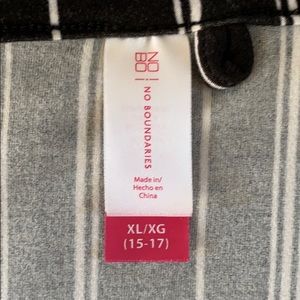 NO
BO
NO BOUNDARIES
Made in/
Hecho en
China
XL/XG
(15-17)